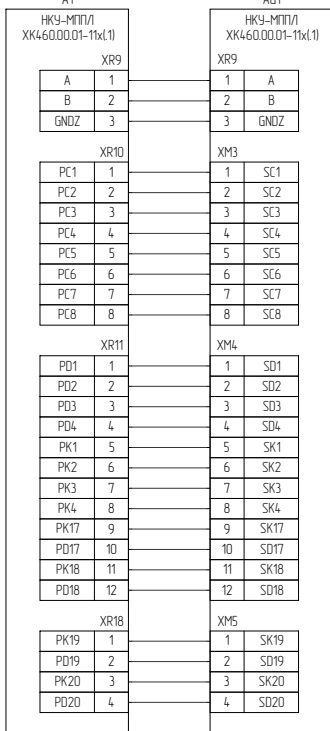 НКУ-МППЛ НКУ-МППЛ
ХК460.00.01-11х(.1) ХК460.00.01-11х(.1)
XR9 XR9
A 1 1 A
B 2 2 B
GNDZ 3 3 GNDZ
XR10 XM3
PC1 1 1 SC1
PC2 2 2 SC2
PC3 3 3 SC3
PC4 4 4 SC4
PC5 5 5 SC5
PC6 6 6 SC6
PC7 7 7 SC7
PC8 8 8 SC8
XR11 XM4
PD1 1 1 SD1
PD2 2 2 SD2
PD3 3 3 SD3
PD4 4 4 SD4
PK1 5 5 SK1
PK2 6 6 SK2
PK3 7 7 SK3
PK4 8 8 SK4
PK17 9 9 SK17
PD17 10 10 SD17
PK18 11 11 SK18
PD18 12 12 SD18
XR18 XM5
PK19 1 1 SK19
PD19 2 2 SD19
PK20 3 3 SK20
PD20 4 4 SD20